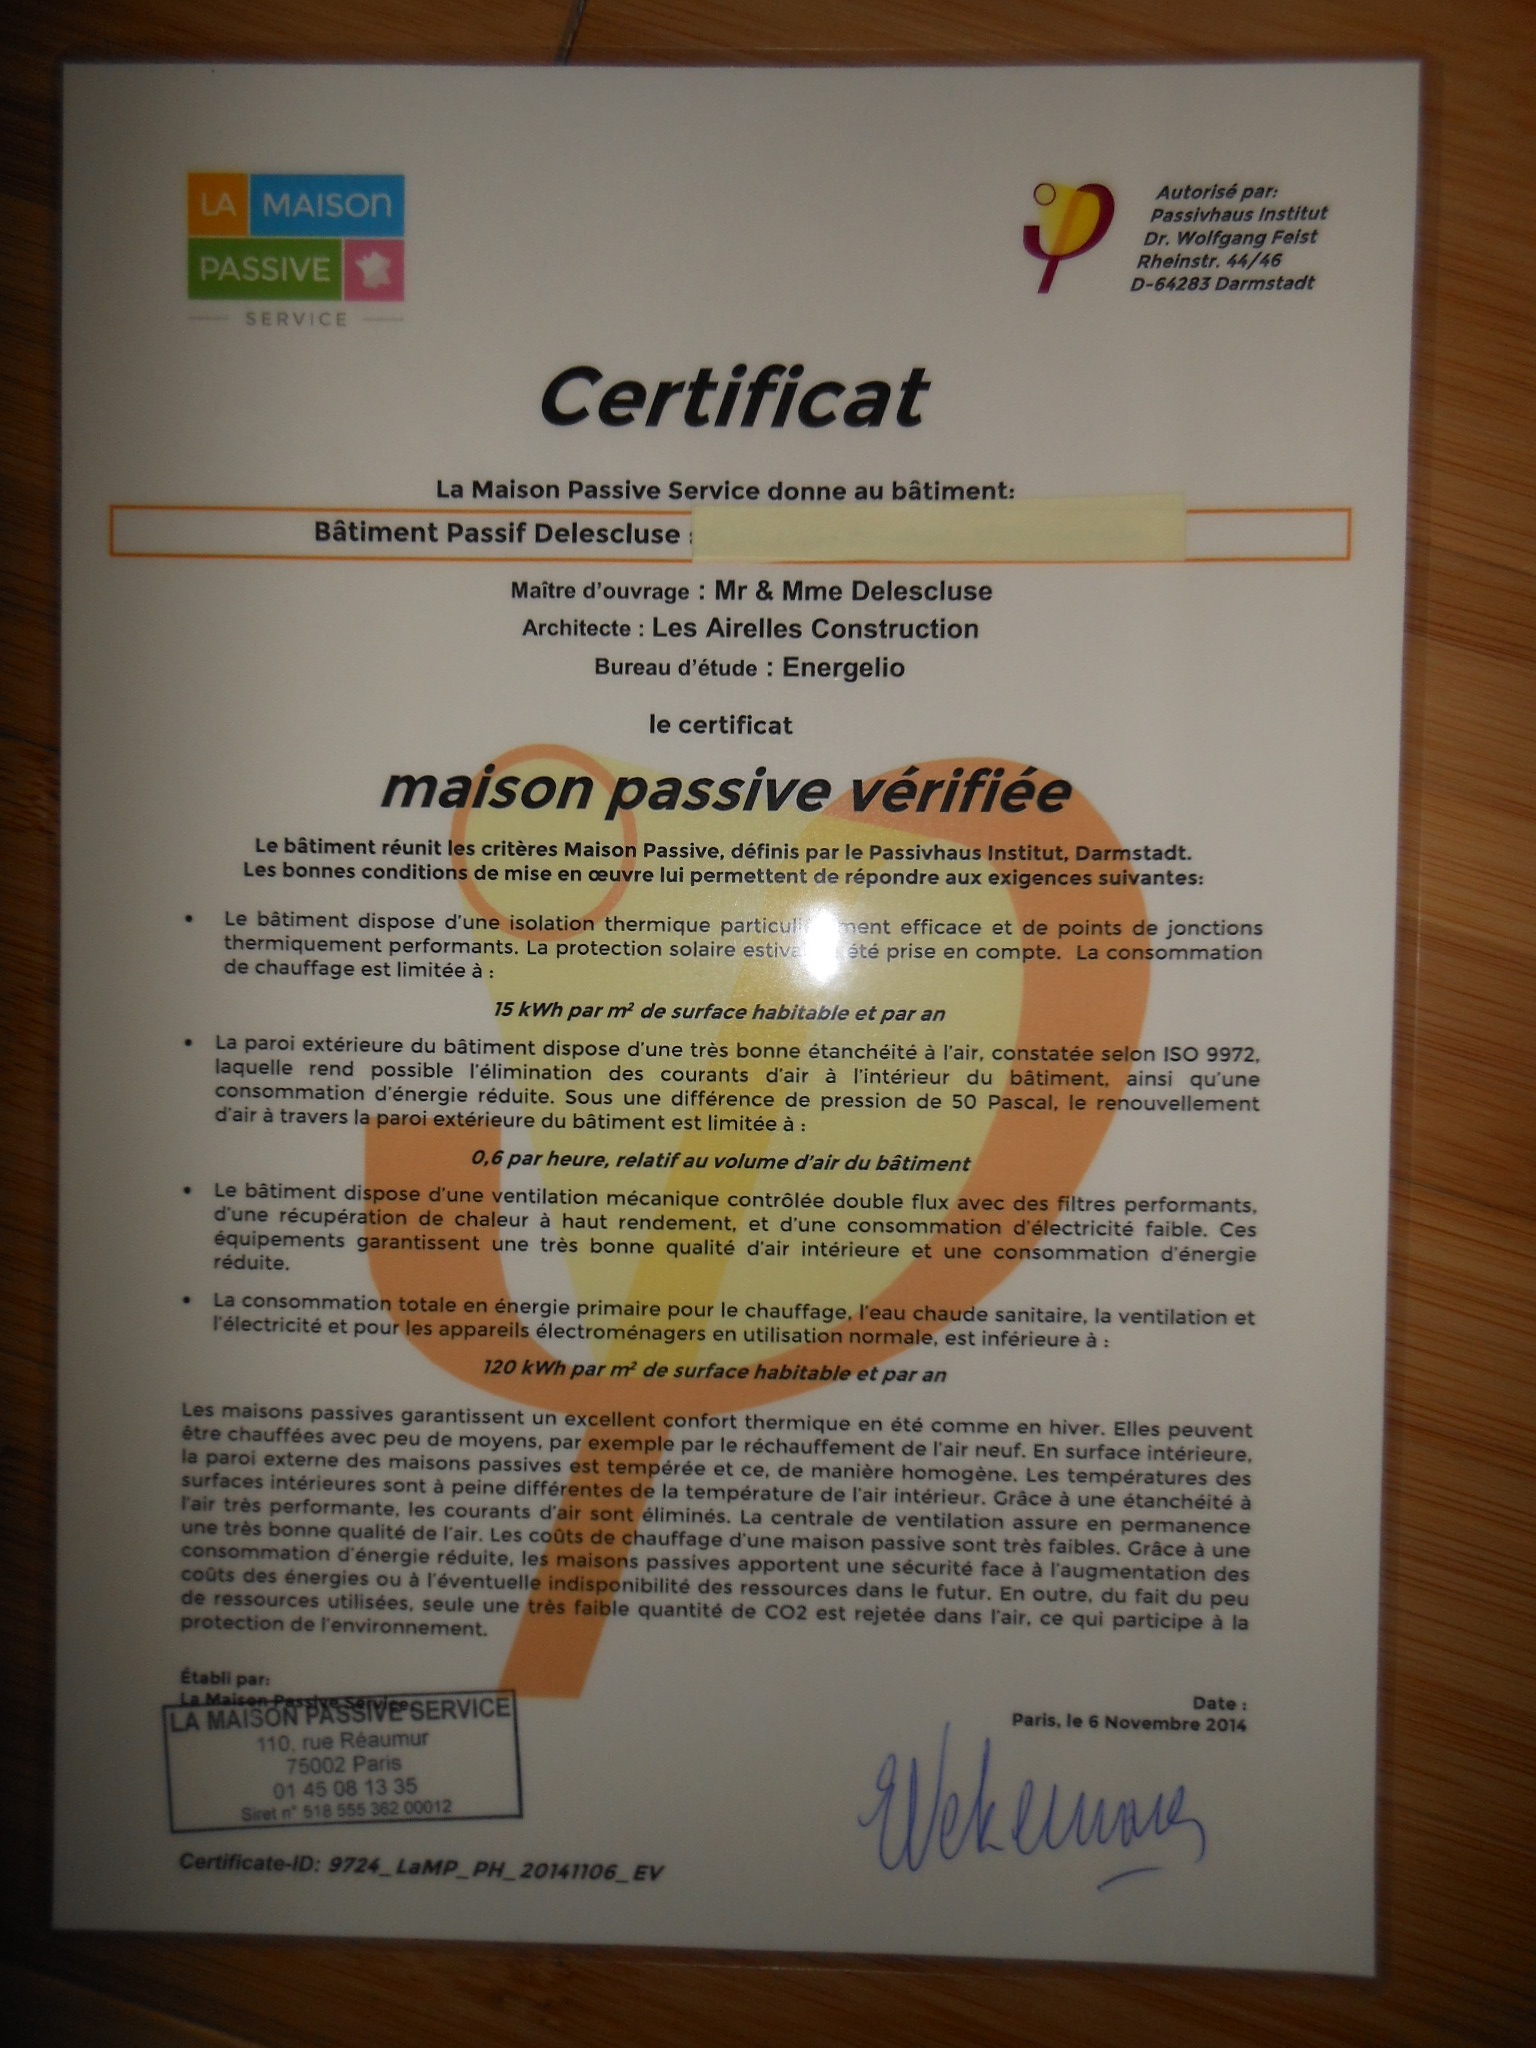 LA MAISON
PASSIVE
SERVICE
Autorisé par:
Passivhaus Institut
Dr. Wolfgang Feist
Rheinstr. 44/46
D-64283 Darmstadt
Certificat
La Maison Passive Service donne au bâtiment:
Bâtiment Passif Delescluse :
Maître d'ouvrage : Mr & Mme Delescluse
Architecte : Les Airelles Construction
Bureau d'étude : Energelio
le certificat
maison passive vérifiée
Le bâtiment réunit les critères Maison Passive, définis par le Passivhaus Institut, Darmstadt.
Les bonnes conditions de mise en œuvre lui permettent de répondre aux exigences suivantes:
• Le bâtiment dispose d'une isolation thermique efficace et de points de jonctions
thermiquement performants. La protection solaire été prise en compte. La consommation
de chauffage est limitée à :
15 kWh par m² de surface habitable et par an
• La paroi extérieure du bâtiment dispose d'une très bonne étanchéité à l'air, constatée selon ISO 9972,
laquelle rend possible l'élimination des courants d'air à l'intérieur du bâtiment, ainsi qu'une
consommation d'énergie réduite. Sous une différence de pression de 50 Pascal, le renouvellement
d'air à travers la paroi extérieure du bâtiment est limitée à :
0,6 par heure, relatif au volume d'air du bâtiment
• Le bâtiment dispose d'une ventilation mécanique contrôlée double flux avec des filtres performants,
d'une récupération de chaleur à haut rendement, et d'une consommation d'électricité faible. Ces
équipements garantissent une très bonne qualité d'air intérieure et une consommation d'énergie
réduite.
• La consommation totale en énergie primaire pour le chauffage, l'eau chaude sanitaire, la ventilation et
l'électricité et pour les appareils électroménagers en utilisation normale, est inférieure à :
120 kWh par m² de surface habitable et par an
Les maisons passives garantissent un excellent confort thermique en été comme en hiver. Elles peuvent
être chauffées avec peu de moyens, par exemple par le réchauffement de l'air neuf. En surface intérieure,
la paroi externe des maisons passives est tempérée et ce, de manière homogène. Les températures des
surfaces intérieures sont à peine différentes de la température de l'air intérieur. Grâce à une étanchéité à
l'air très performante, les courants d'air sont éliminés. La centrale de ventilation assure en permanence
une très bonne qualité de l'air. Les coûts de chauffage d'une maison passive sont très faibles. Grâce à une
consommation d'énergie réduite, les maisons passives apportent une sécurité face à l'augmentation des
coûts des énergies ou à l'éventuelle indisponibilité des ressources dans le futur. En outre, du fait du peu
de ressources utilisées, seule une très faible quantité de CO2 est rejetée dans l'air, ce qui participe à la
protection de l'environnement.
Établi par:
La Maison Passive Service
LA MAISON PASSIVE SERVICE
110, rue Réaumur
75002 Paris
01 45 08 13 35
Siret n° 518 555 362 00012
Date :
Paris, le 6 Novembre 2014
Certificate-ID: 9724_LaMP_PH_20141106_EV